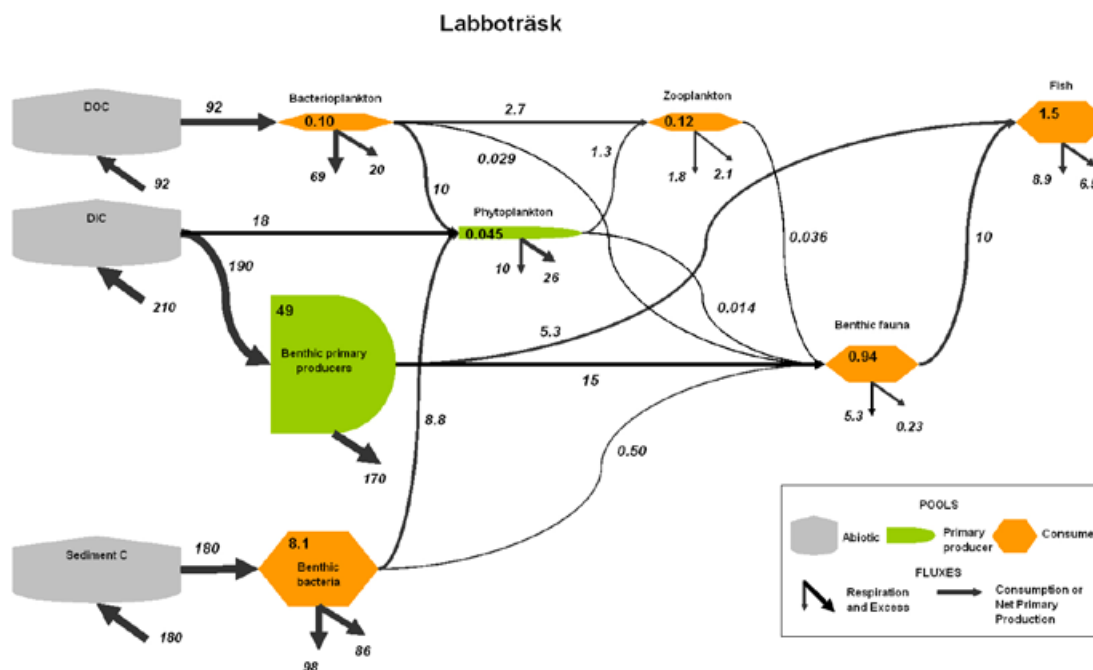 Labboträsk
DOC
92
92
Bacterioplankton
0.10
69
20
2.7
0.029
10
Zooplankton
0.12
1.8
2.1
1.3
0.036
Fish
1.5
8.9
6.5
DIC
18
190
210
Phytoplankton
0.045
10
26
0.014
49
Benthic primary
producers
170
5.3
15
Benthic fauna
0.94
5.3
0.23
10
8.8
0.50
Sediment C
180
180
8.1
Benthic
bacteria
98
86
POOLS
Abiotic
Primary
producer
Consume
FLUXES
Respiration
and Excess
Consumption or
Net Primary
Production